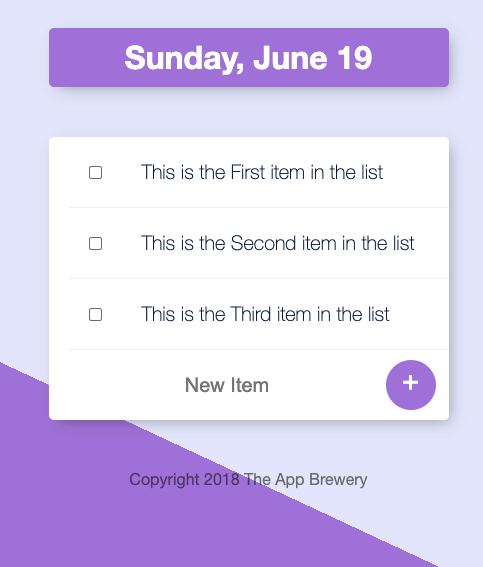 Sunday, June 19
This is the First item in the list
This is the Second item in the list
This is the Third item in the list
New Item
+
Copyright 2018 The App Brewery